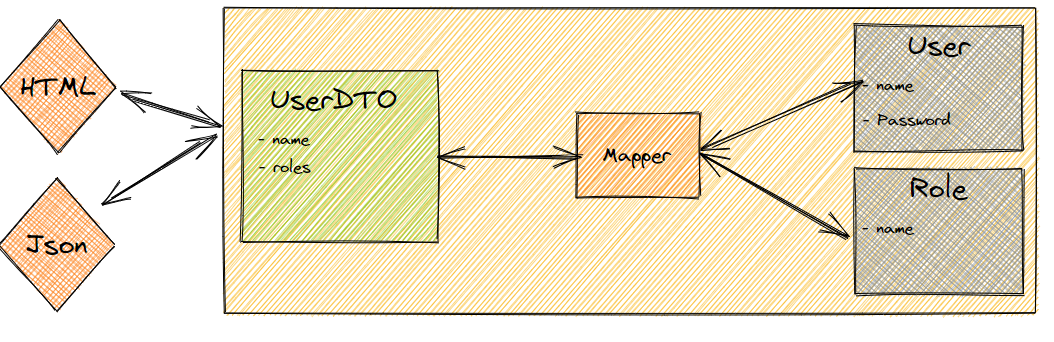 HTML
Json
UserDTO
- name
- roles
Mapper
User
- name
- Password
Role
- name